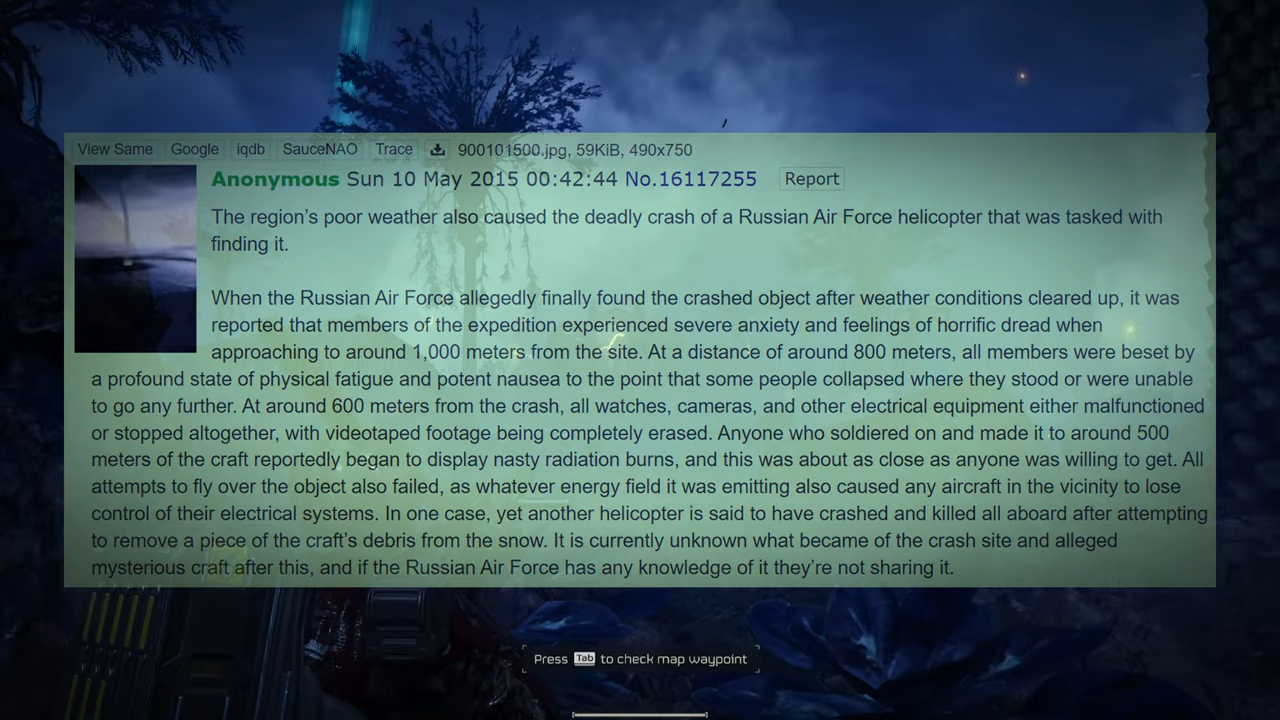 View Same Google iqdb SauceNAO Trace 900101500.jpg, 59KiB, 490x750
Anonymous Sun 10 May 2015 00:42:44 No.16117255 Report
The region's poor weather also caused the deadly crash of a Russian Air Force helicopter that was tasked with
finding it.
When the Russian Air Force allegedly finally found the crashed object after weather conditions cleared up, it was
reported that members of the expedition experienced severe anxiety and feelings of horrific dread when
approaching to around 1,000 meters from the site. At a distance of around 800 meters, all members were beset by
a profound state of physical fatigue and potent nausea to the point that some people collapsed where they stood or were unable
to go any further. At around 600 meters from the crash, all watches, cameras, and other electrical equipment either malfunctioned
or stopped altogether, with videotaped footage being completely erased. Anyone who soldiered on and made it to around 500
meters of the craft reportedly began to display nasty radiation burns, and this was about as close as anyone was willing to get. All
attempts to fly over the object also failed, as whatever energy field it was emitting also caused any aircraft in the vicinity to lose
control of their electrical systems. In one case, yet another helicopter is said to have crashed and killed all aboard after attempting
to remove a piece of the craft's debris from the snow. It is currently unknown what became of the crash site and alleged
mysterious craft after this, and if the Russian Air Force has any knowledge of it they're not sharing it.
Press Tab to check map waypoint